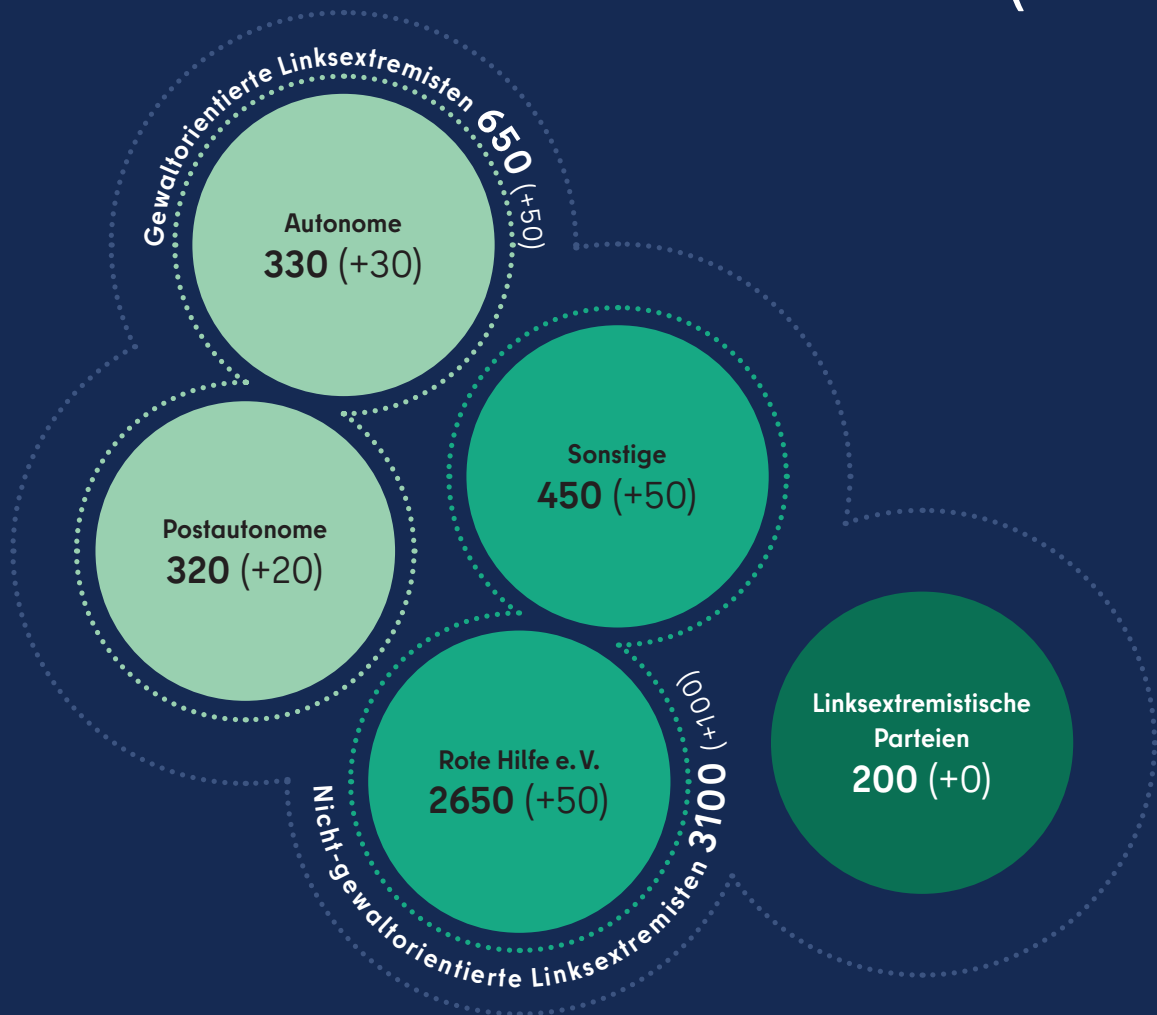 Gewaltorientierte Linksextremisten 650 (+50)
Autonome
330 (+30)
Sonstige
450 (+50)
Postautonome
320 (+20)
Linksextremistische
Parteien
200 (+0)
Rote Hilfe e. V.
2650 (+50)
Nicht-gewaltorientierte Linksextremisten 3100 (+100)